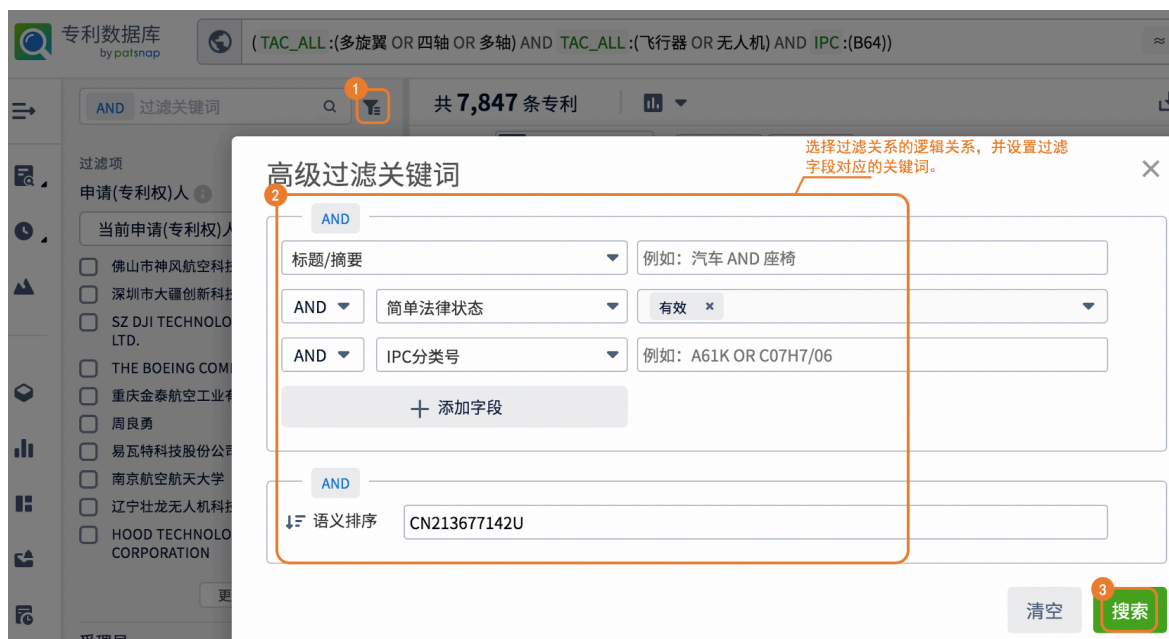 专利数据库
by patsnap
( TAC_ALL :(多旋翼 OR 四轴 OR 多轴) AND TAC_ALL :(飞行器 OR 无人机) AND IPC :(B64))
≈
1
AND 过滤关键词
共 7,847 条专利
过滤项
申请(专利权)人
当前申请(专利权)人
佛山市神风航空科技
深圳市大疆创新科技
SZ DJI TECHNOLO
LTD.
THE BOEING COM
重庆金泰航空工业有
周良勇
易瓦特科技股份公司
南京航空航天大学
辽宁壮龙无人机科技
HOOD TECHNOLO
CORPORATION
更
选择过滤关系的逻辑关系，并设置过滤
字段对应的关键词。
高级过滤关键词
2
AND
标题/摘要 例如：汽车 AND 座椅
AND 简单法律状态 有效 ×
AND IPC分类号 例如：A61K OR C07H7/06
＋ 添加字段
AND
语义排序 CN213677142U
3
清空 搜索